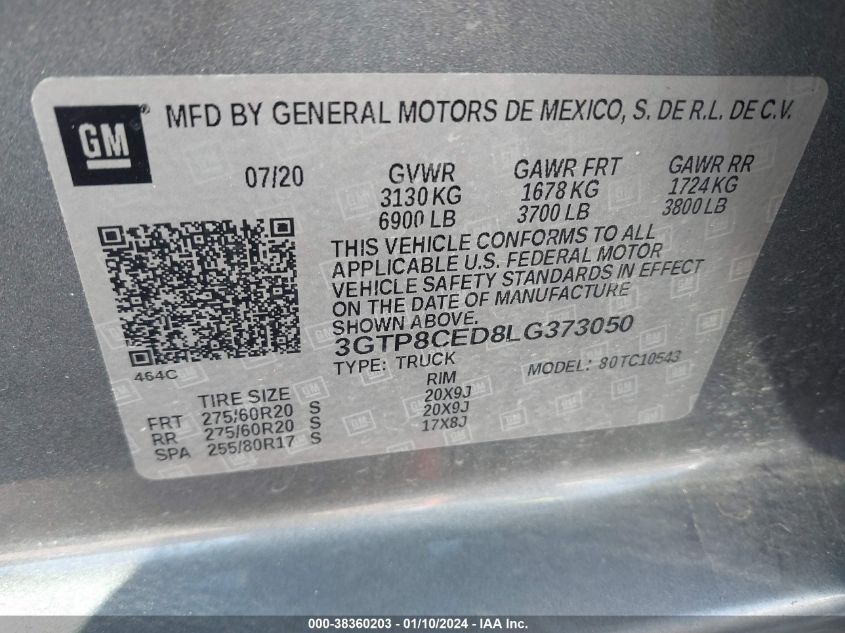 GM MFD BY GENERAL MOTORS DE MEXICO, S. DE R.L. DE C.V.
07/20 GVWR GAWR FRT GAWR RR
3130 KG 1678 KG 1724 KG
6900 LB 3700 LB 3800 LB
THIS VEHICLE CONFORMS TO ALL
APPLICABLE U.S. FEDERAL MOTOR
VEHICLE SAFETY STANDARDS IN EFFECT
ON THE DATE OF MANUFACTURE
SHOWN ABOVE.
3GTP8CED8LG373050
TYPE: TRUCK MODEL: 80TC10543
464C
TIRE SIZE RIM
FRT 275/60R20 S 20X9J
RR 275/60R20 S 20X9J
SPA 255/80R17 S 17X8J
000-38360203 - 01/10/2024 - IAA Inc.